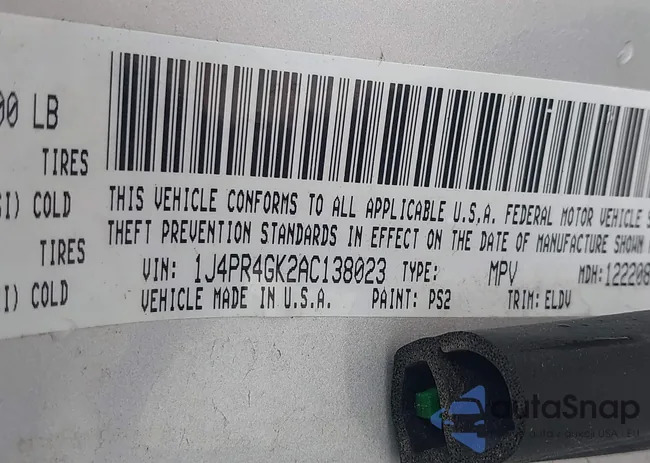 00 LB
TIRES
SI) COLD
TIRES
I) COLD
THIS VEHICLE CONFORMS TO ALL APPLICABLE U.S.A. FEDERAL MOTOR VEHICLE S
THEFT PREVENTION STANDARDS IN EFFECT ON THE DATE OF MANUFACTURE SHOWN
VIN: 1J4PR4GK2AC138023 TYPE: MPV MDH:122208
VEHICLE MADE IN U.S.A. PAINT: PS2 TRIM: ELDV
autaSnap